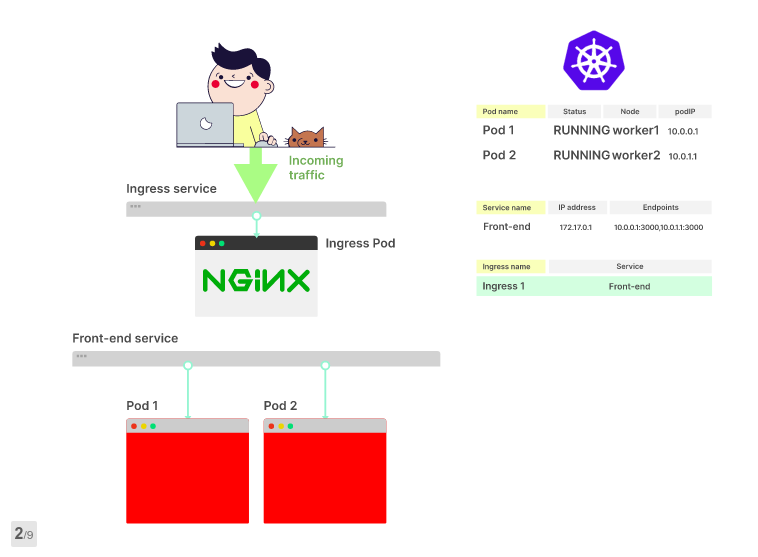 Incoming
traffic
Ingress service
Ingress Pod
NGINX
Front-end service
Pod 1
Pod 2
Pod name Status Node podIP
Pod 1 RUNNING worker1 10.0.0.1
Pod 2 RUNNING worker2 10.0.1.1
Service name IP address Endpoints
Front-end 172.17.0.1 10.0.0.1:3000,10.0.1.1:3000
Ingress name Service
Ingress 1 Front-end
2/9